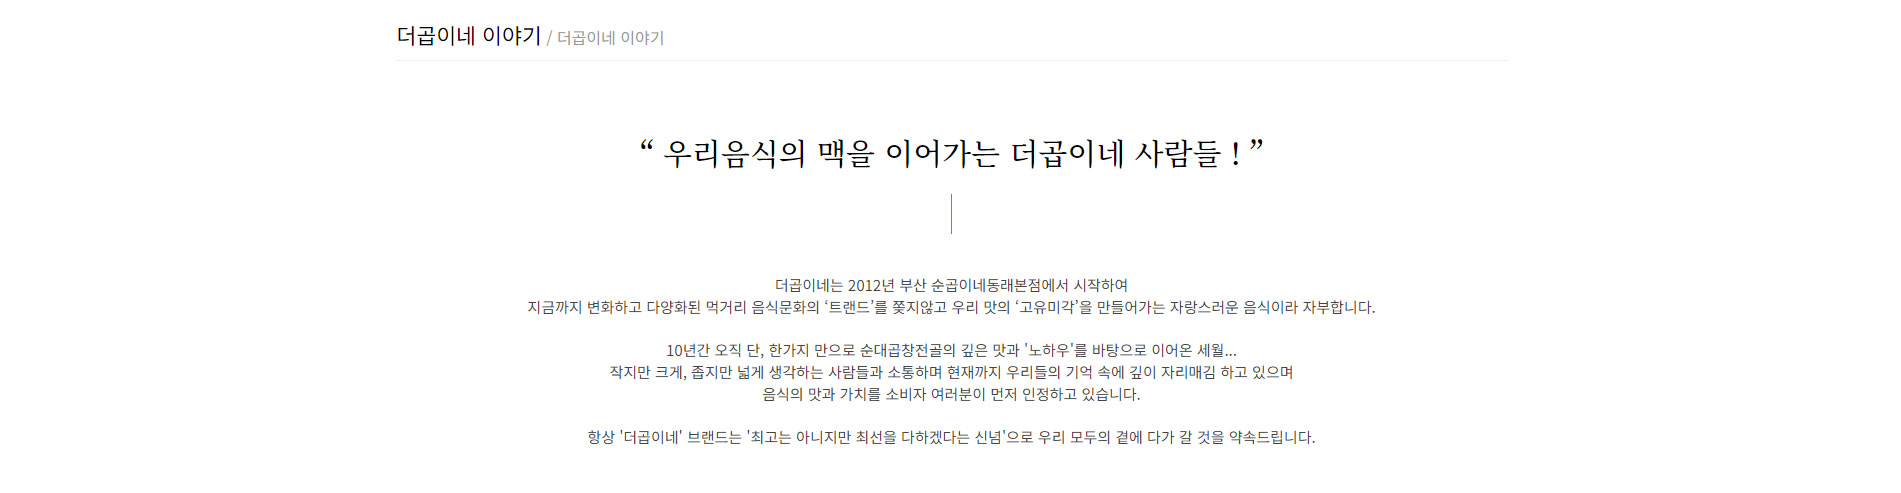 더곱이네 이야기 / 더곱이네 이야기
“ 우리음식의 맥을 이어가는 더곱이네 사람들 ! ”
더곱이네는 2012년 부산 순곱이네동래본점에서 시작하여
지금까지 변화하고 다양화된 먹거리 음식문화의 ‘트랜드’를 쫒지않고 우리 맛의 ‘고유미각’을 만들어가는 자랑스러운 음식이라 자부합니다.
10년간 오직 단, 한가지 만으로 순대곱창전골의 깊은 맛과 '노하우'를 바탕으로 이어온 세월...
작지만 크게, 좁지만 넓게 생각하는 사람들과 소통하며 현재까지 우리들의 기억 속에 깊이 자리매김 하고 있으며
음식의 맛과 가치를 소비자 여러분이 먼저 인정하고 있습니다.
항상 '더곱이네' 브랜드는 '최고는 아니지만 최선을 다하겠다는 신념'으로 우리 모두의 곁에 다가 갈 것을 약속드립니다.